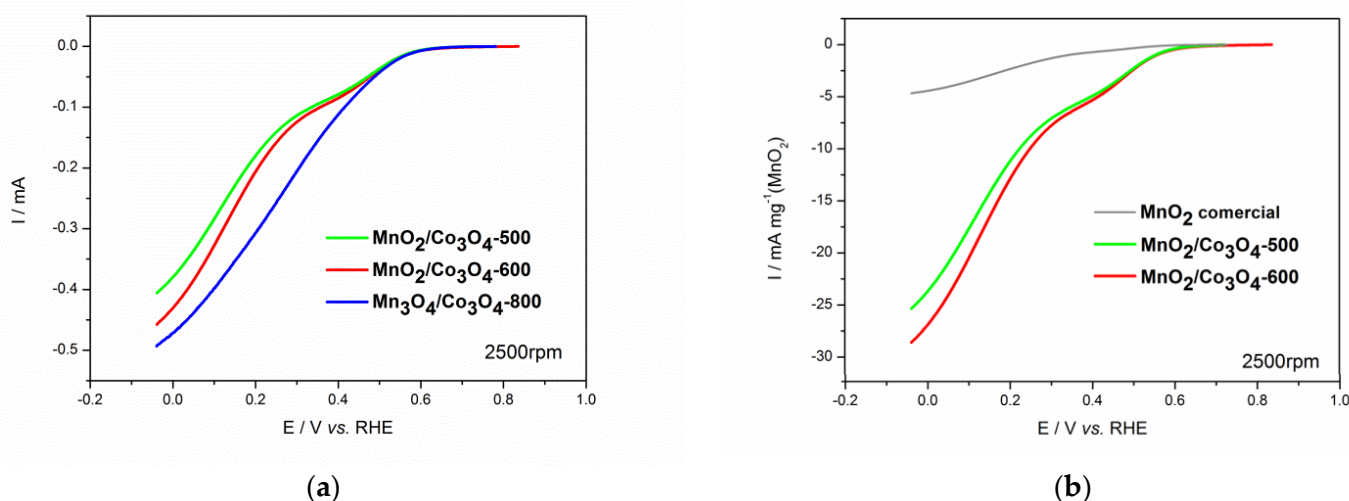 0.0
-0.1
-0.2
-0.3
-0.4
-0.5
I / mA
MnO₂/Co₃O₄-500
MnO₂/Co₃O₄-600
Mn₃O₄/Co₃O₄-800
2500rpm
-0.2 0.0 0.2 0.4 0.6 0.8 1.0
E / V vs. RHE
(a)
0
-5
-10
-15
-20
-25
-30
I / mA mg⁻¹(MnO₂)
MnO₂ comercial
MnO₂/Co₃O₄-500
MnO₂/Co₃O₄-600
2500rpm
-0.2 0.0 0.2 0.4 0.6 0.8 1.0
E / V vs. RHE
(b)